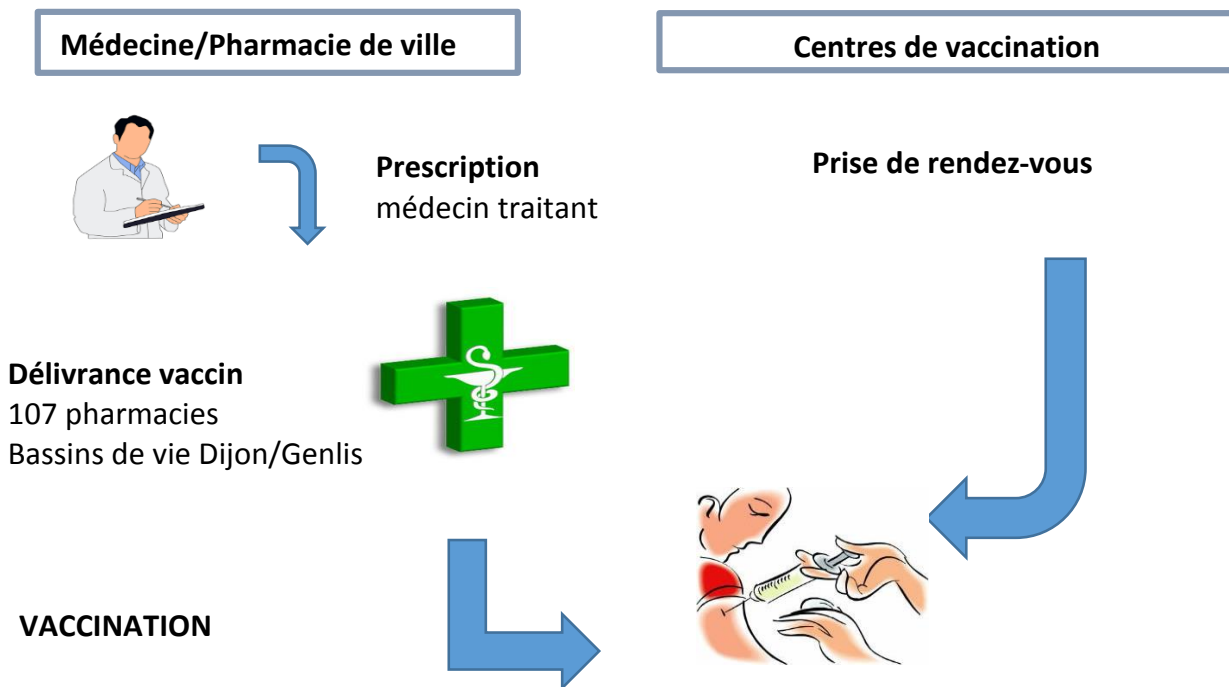 Médecine/Pharmacie de ville
Centres de vaccination
Prescription
médecin traitant
Prise de rendez-vous
Délivrance vaccin
107 pharmacies
Bassins de vie Dijon/Genlis
VACCINATION